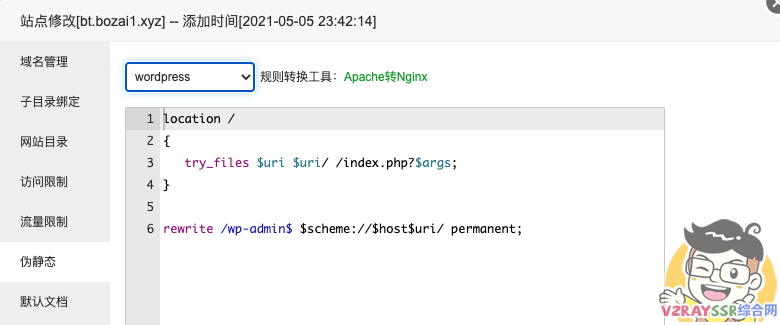 站点修改[bt.bozai1.xyz] -- 添加时间[2021-05-05 23:42:14]
域名管理
子目录绑定
网站目录
访问限制
流量限制
伪静态
默认文档
wordpress 规则转换工具：Apache转Nginx
1 location /
2 {
3 try_files $uri $uri/ /index.php?$args;
4 }
5
6 rewrite /wp-admin$ $scheme://$host$uri/ permanent;
V2RAYSSR综合网